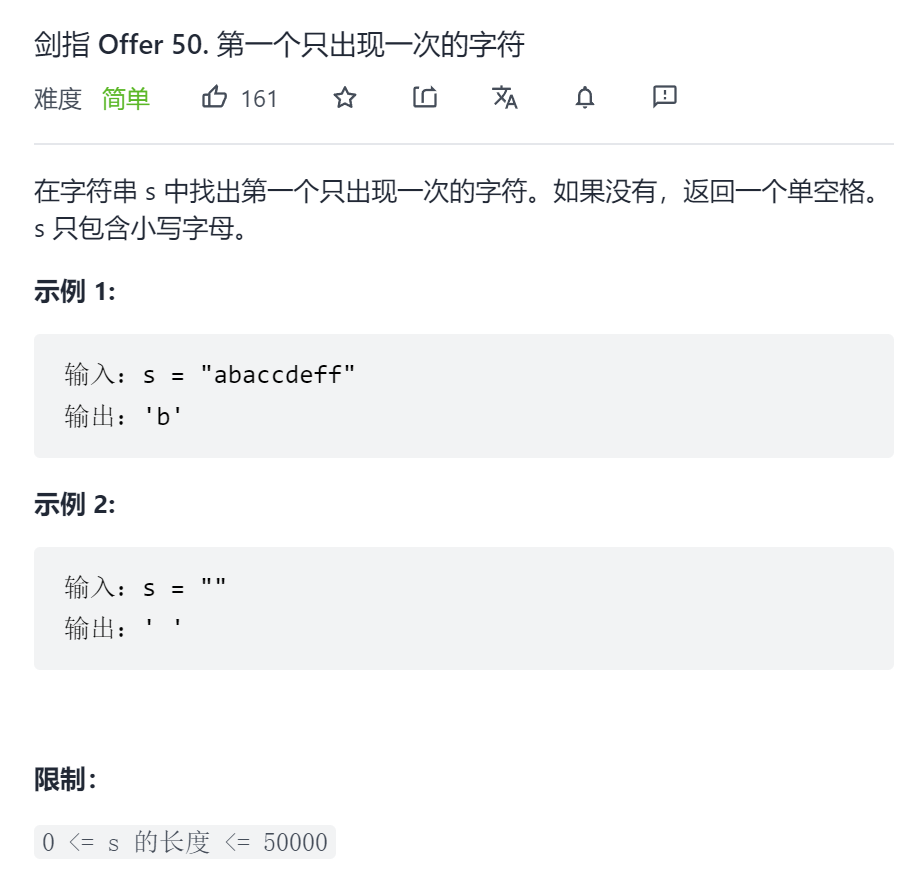 剑指 Offer 50. 第一个只出现一次的字符
难度 简单 161
在字符串 s 中找出第一个只出现一次的字符。如果没有，返回一个单空格。
s 只包含小写字母。
示例 1:
输入：s = "abaccdeff"
输出：'b'
示例 2:
输入：s = ""
输出：' '
限制：
0 <= s 的长度 <= 50000